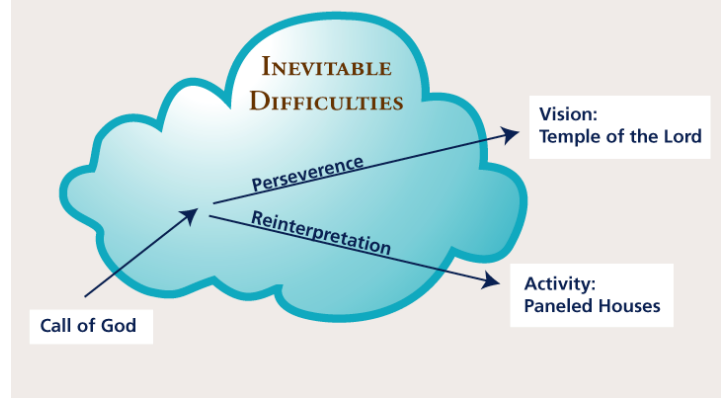 INEVITABLE
DIFFICULTIES
Vision:
Temple of the Lord
Perseverence
Reinterpretation
Activity:
Paneled Houses
Call of God